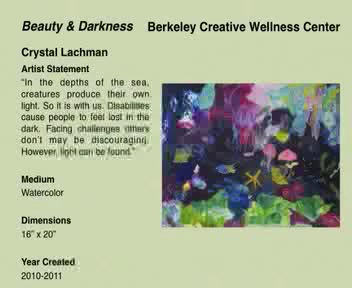 Beauty & Darkness Berkeley Creative Wellness Center
Crystal Lachman
Artist Statement
"In the depths of the sea,
creatures produce their own
light. So it is with us. Disabilities
cause people to feel lost in the
dark. Facing challenges others
don't may be discouraging.
However, light can be found."
Medium
Watercolor
Dimensions
16" x 20"
Year Created
2010-2011